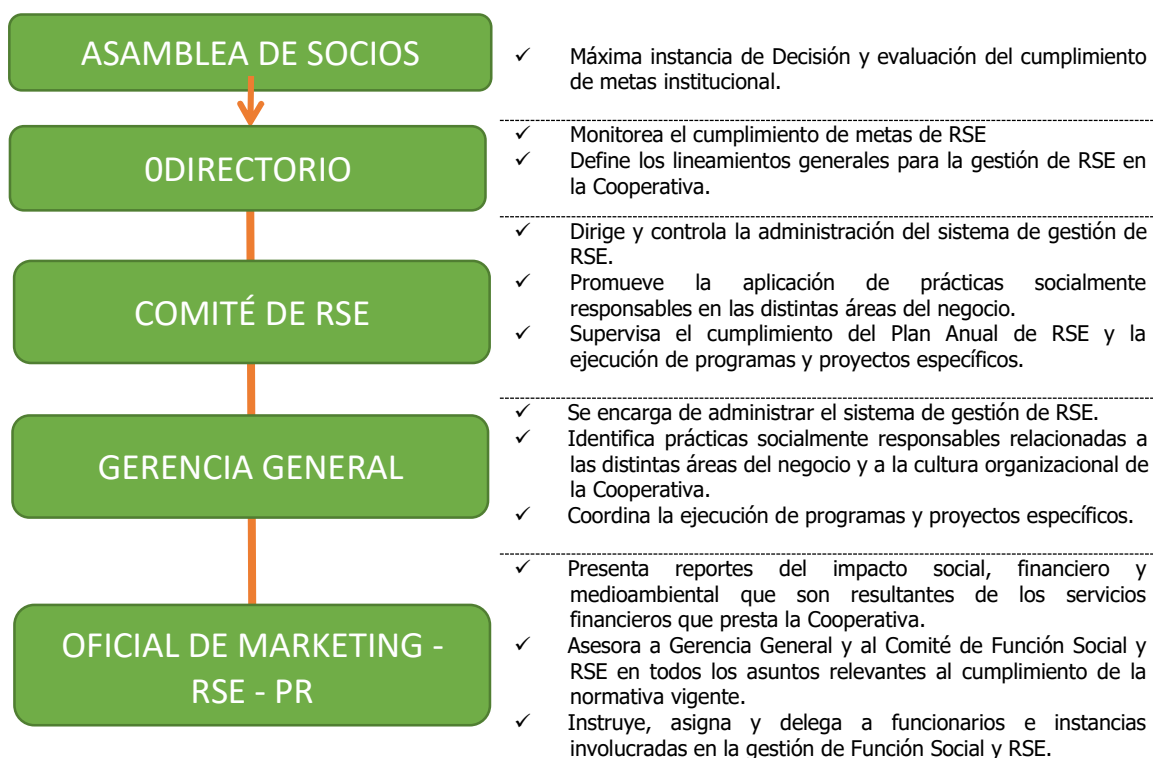 ASAMBLEA DE SOCIOS
✓ Máxima instancia de Decisión y evaluación del cumplimiento
de metas institucional.
0DIRECTORIO
✓ Monitorea el cumplimiento de metas de RSE
✓ Define los lineamientos generales para la gestión de RSE en
la Cooperativa.
COMITÉ DE RSE
✓ Dirige y controla la administración del sistema de gestión de
RSE.
✓ Promueve la aplicación de prácticas socialmente
responsables en las distintas áreas del negocio.
✓ Supervisa el cumplimiento del Plan Anual de RSE y la
ejecución de programas y proyectos específicos.
GERENCIA GENERAL
✓ Se encarga de administrar el sistema de gestión de RSE.
✓ Identifica prácticas socialmente responsables relacionadas a
las distintas áreas del negocio y a la cultura organizacional de
la Cooperativa.
✓ Coordina la ejecución de programas y proyectos específicos.
OFICIAL DE MARKETING -
RSE - PR
✓ Presenta reportes del impacto social, financiero y
medioambiental que son resultantes de los servicios
financieros que presta la Cooperativa.
✓ Asesora a Gerencia General y al Comité de Función Social y
RSE en todos los asuntos relevantes al cumplimiento de la
normativa vigente.
✓ Instruye, asigna y delega a funcionarios e instancias
involucradas en la gestión de Función Social y RSE.